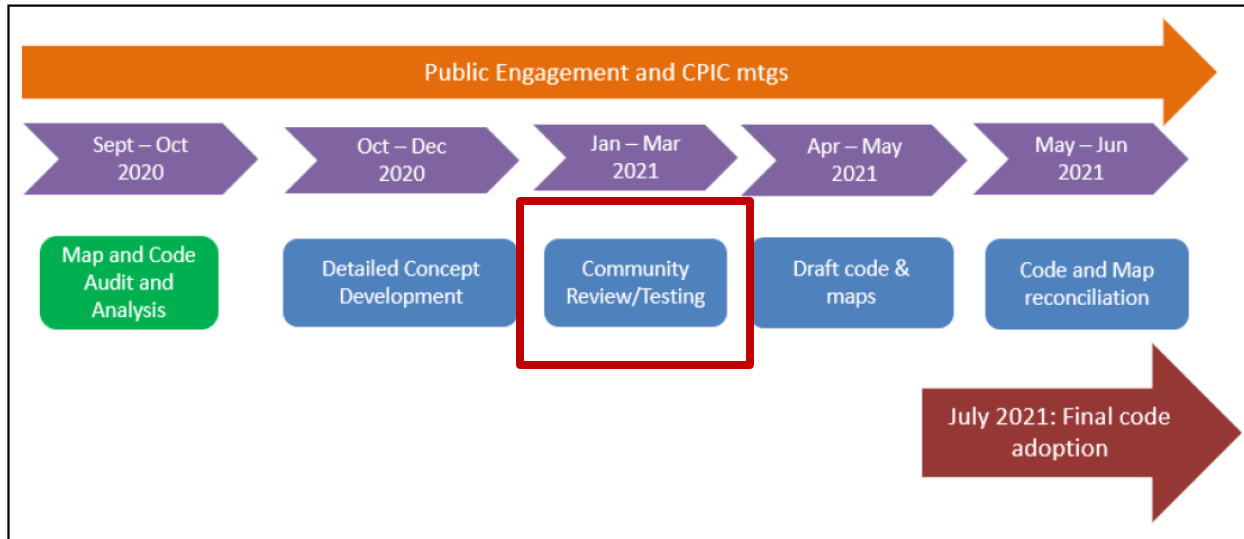 Public Engagement and CPIC mtgs
Sept – Oct
2020
Oct – Dec
2020
Jan – Mar
2021
Apr – May
2021
May – Jun
2021
Map and Code
Audit and
Analysis
Detailed Concept
Development
Community
Review/Testing
Draft code &
maps
Code and Map
reconciliation
July 2021: Final code
adoption